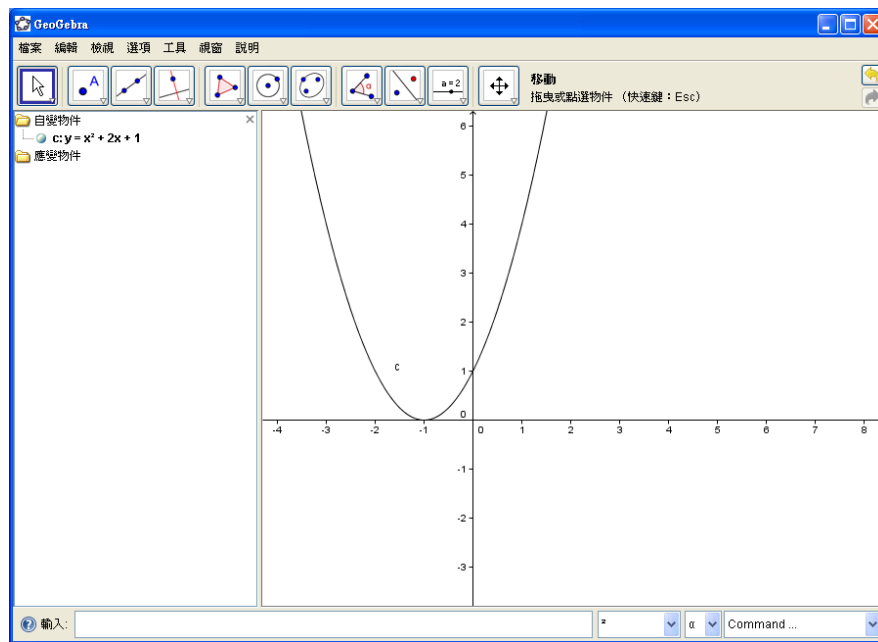 GeoGebra
檔案 編輯 檢視 選項 工具 視窗 說明
A α a = 2 移動
拖曳或點選物件 (快速鍵:Esc)
自變物件
c: y = x² + 2x + 1
應變物件
6
5
4
3
2
c
1
0
-4 -3 -2 -1 0 1 2 3 4 5 6 7 8
-1
-2
-3
輸入: ² α Command ...